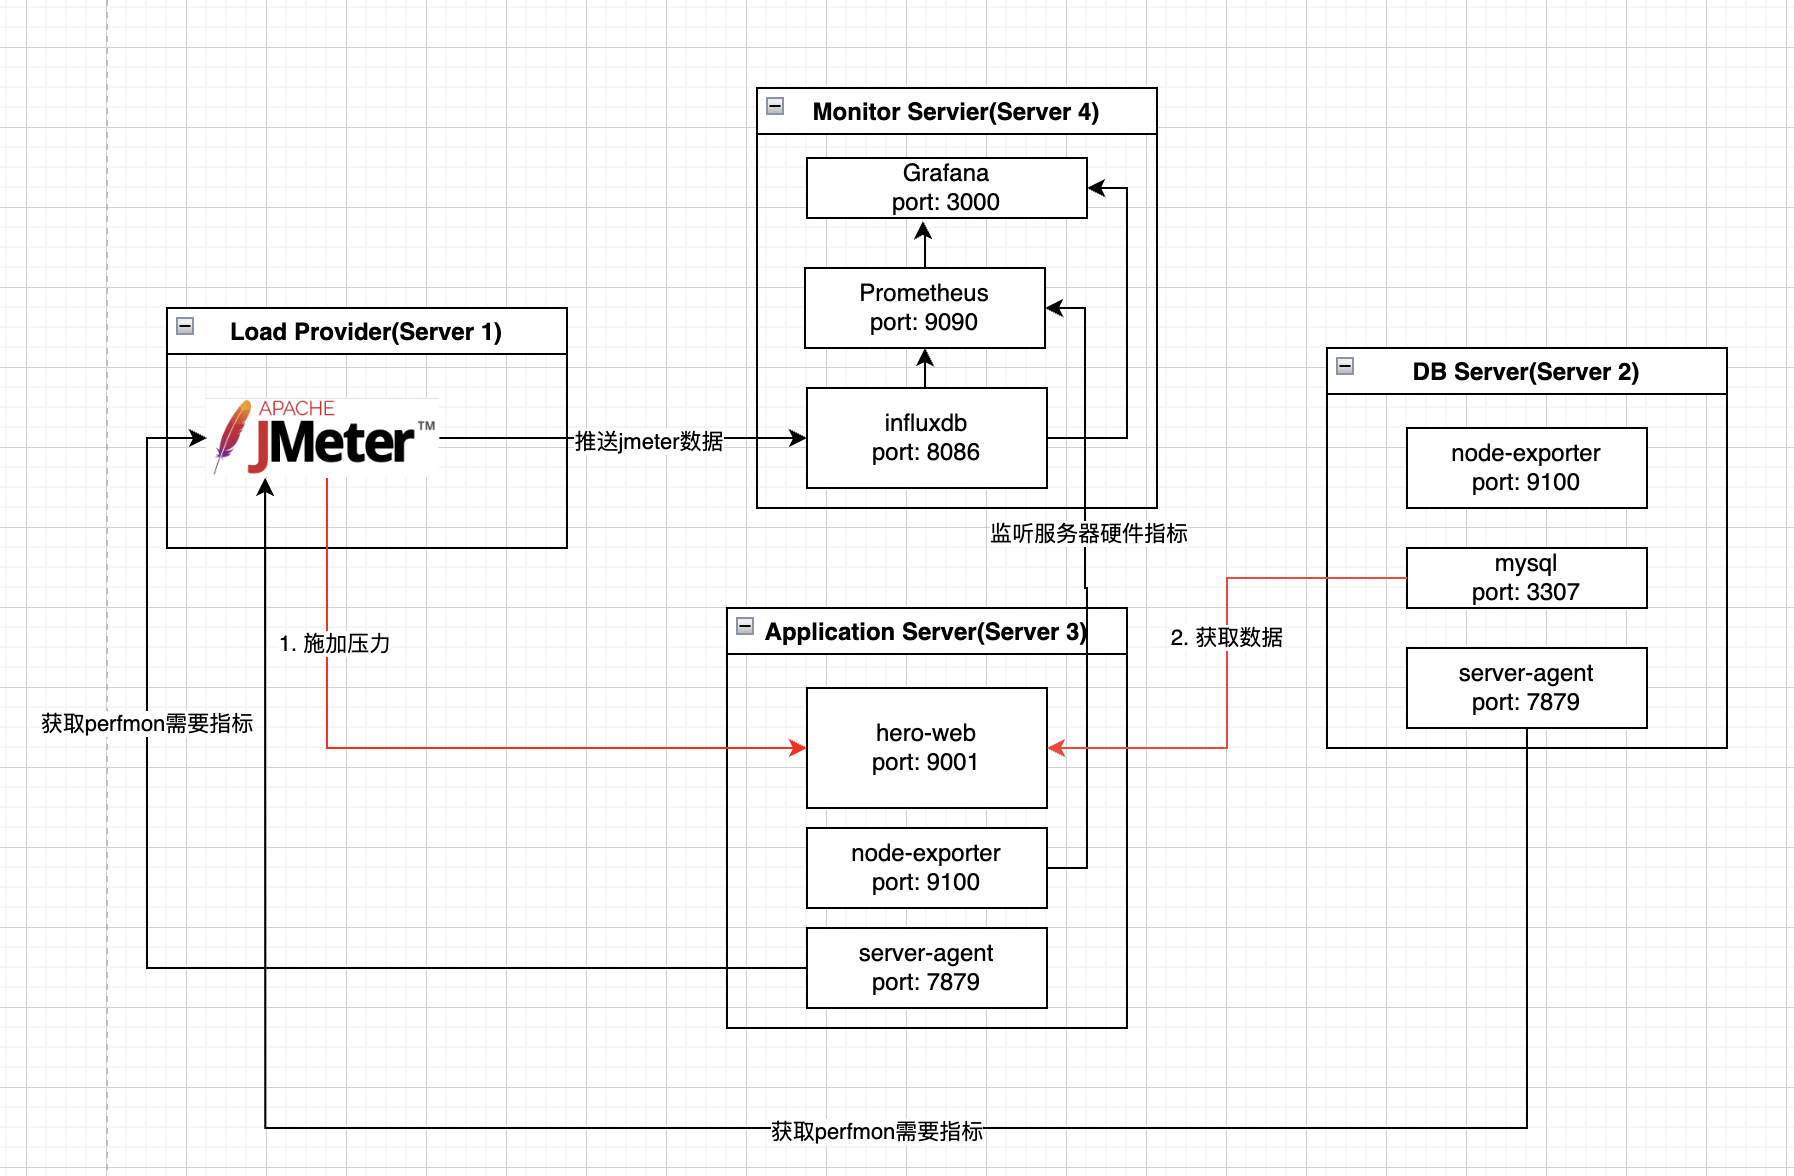 Monitor Servier(Server 4)
Grafana
port: 3000
Prometheus
port: 9090
influxdb
port: 8086
Load Provider(Server 1)
APACHE
JMeter™
推送jmeter数据
DB Server(Server 2)
node-exporter
port: 9100
mysql
port: 3307
server-agent
port: 7879
监听服务器硬件指标
1. 施加压力
2. 获取数据
获取perfmon需要指标
Application Server(Server 3)
hero-web
port: 9001
node-exporter
port: 9100
server-agent
port: 7879
获取perfmon需要指标